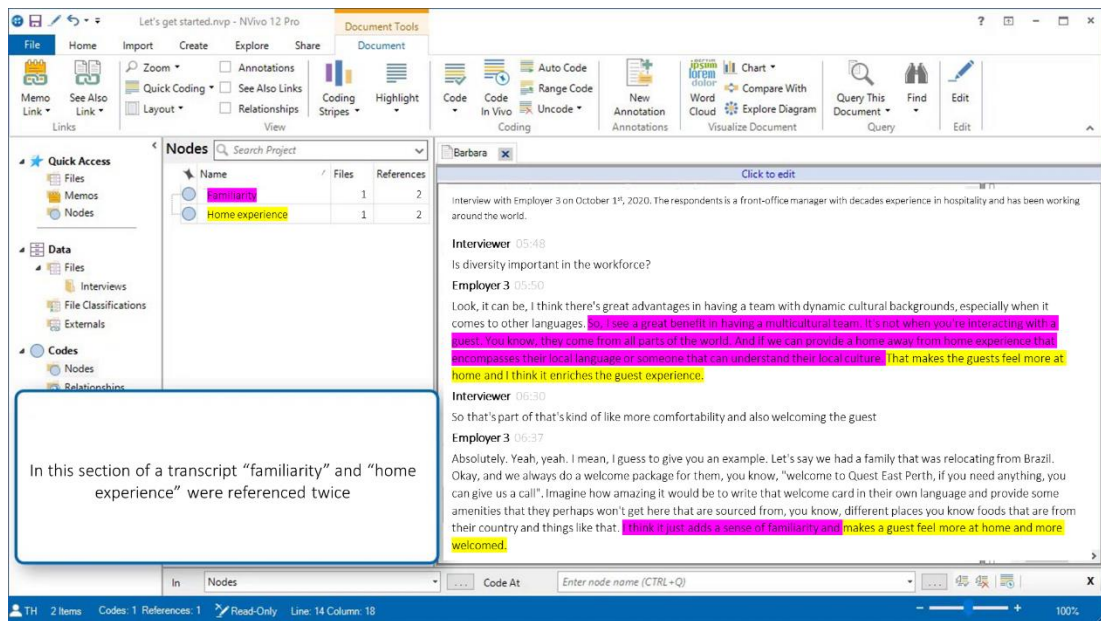 Let's get started.nvp - NVivo 12 Pro
Document Tools
?
File Home Import Create Explore Share Document
Memo Link
See Also Link
Links
Zoom
Quick Coding
Layout
Annotations
See Also Links
Relationships
View
Coding Stripes
Highlight
Code
Code In Vivo
Auto Code
Range Code
Uncode
Coding
New Annotation
Annotations
Word Cloud
Chart
Compare With
Explore Diagram
Visualize Document
Query This Document
Find
Query
Edit
Edit
Quick Access
Files
Memos
Nodes
Data
Files
Interviews
File Classifications
Externals
Codes
Nodes
Relationships
Nodes Search Project
Name Files References
Familiarity 1 2
Home experience 1 2
Barbara x
Click to edit
Interview with Employer 3 on October 1st, 2020. The respondents is a front-office manager with decades experience in hospitality and has been working
around the world.
Interviewer 05:48
Is diversity important in the workforce?
Employer 3 05:50
Look, it can be, I think there's great advantages in having a team with dynamic cultural backgrounds, especially when it
comes to other languages. So, I see a great benefit in having a multicultural team. It's not when you're interacting with a
guest. You know, they come from all parts of the world. And if we can provide a home away from home experience that
encompasses their local language or someone that can understand their local culture. That makes the guests feel more at
home and I think it enriches the guest experience.
Interviewer 06:30
So that's part of that's kind of like more comfortability and also welcoming the guest
Employer 3 06:37
Absolutely. Yeah, yeah. I mean, I guess to give you an example. Let's say we had a family that was relocating from Brazil.
Okay, and we always do a welcome package for them, you know, "welcome to Quest East Perth, if you need anything, you
can give us a call". Imagine how amazing it would be to write that welcome card in their own language and provide some
amenities that they perhaps won't get here that are sourced from, you know, different places you know foods that are from
their country and things like that. I think it just adds a sense of familiarity and makes a guest feel more at home and more
welcomed.
In this section of a transcript “familiarity” and “home
experience” were referenced twice
In Nodes ... Code At Enter node name (CTRL+Q) ... X
TH 2 Items Codes: 1 References: 1 Read-Only Line: 14 Column: 18 - + 100%